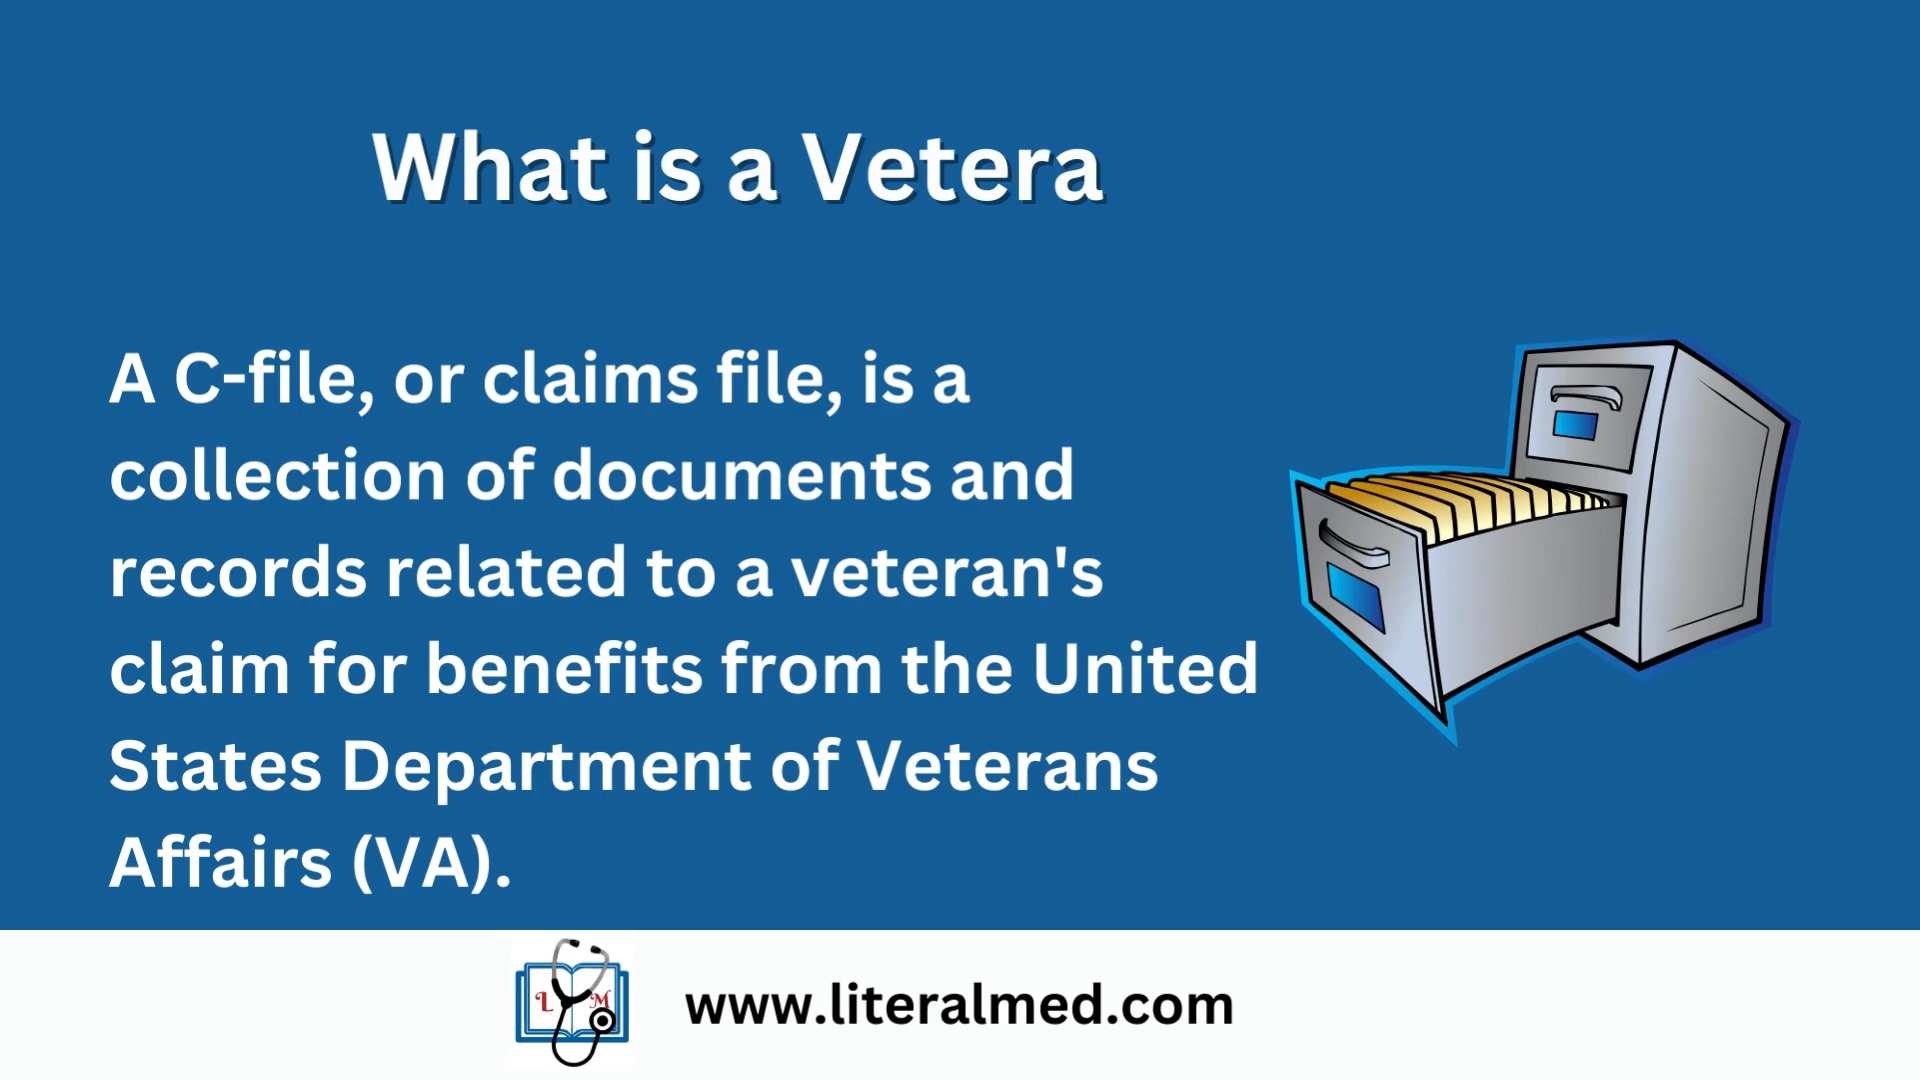 What is a Vetera
A C-file, or claims file, is a
collection of documents and
records related to a veteran's
claim for benefits from the United
States Department of Veterans
Affairs (VA).
L M
www.literalmed.com